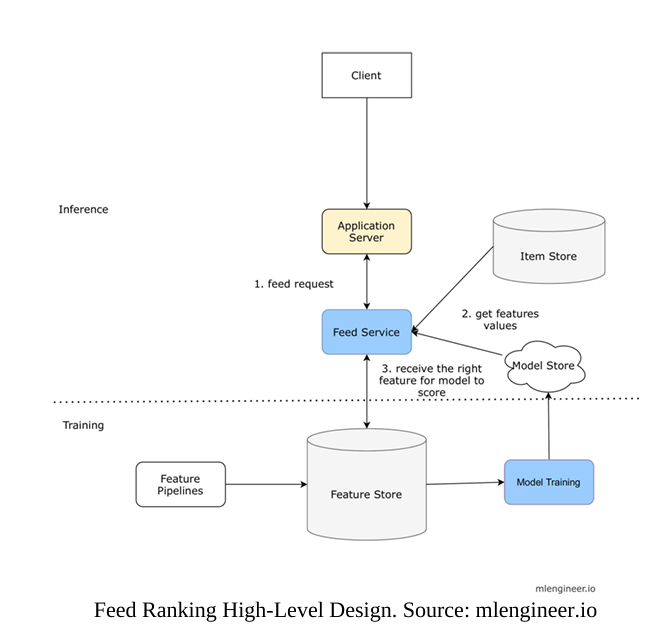 Client
Inference
Application
Server
Item Store
1. feed request
2. get features
values
Feed Service
Model Store
3. receive the right
feature for model to
score
Training
Feature
Pipelines
Feature Store
Model Training
mlengineer.io
Feed Ranking High-Level Design. Source: mlengineer.io